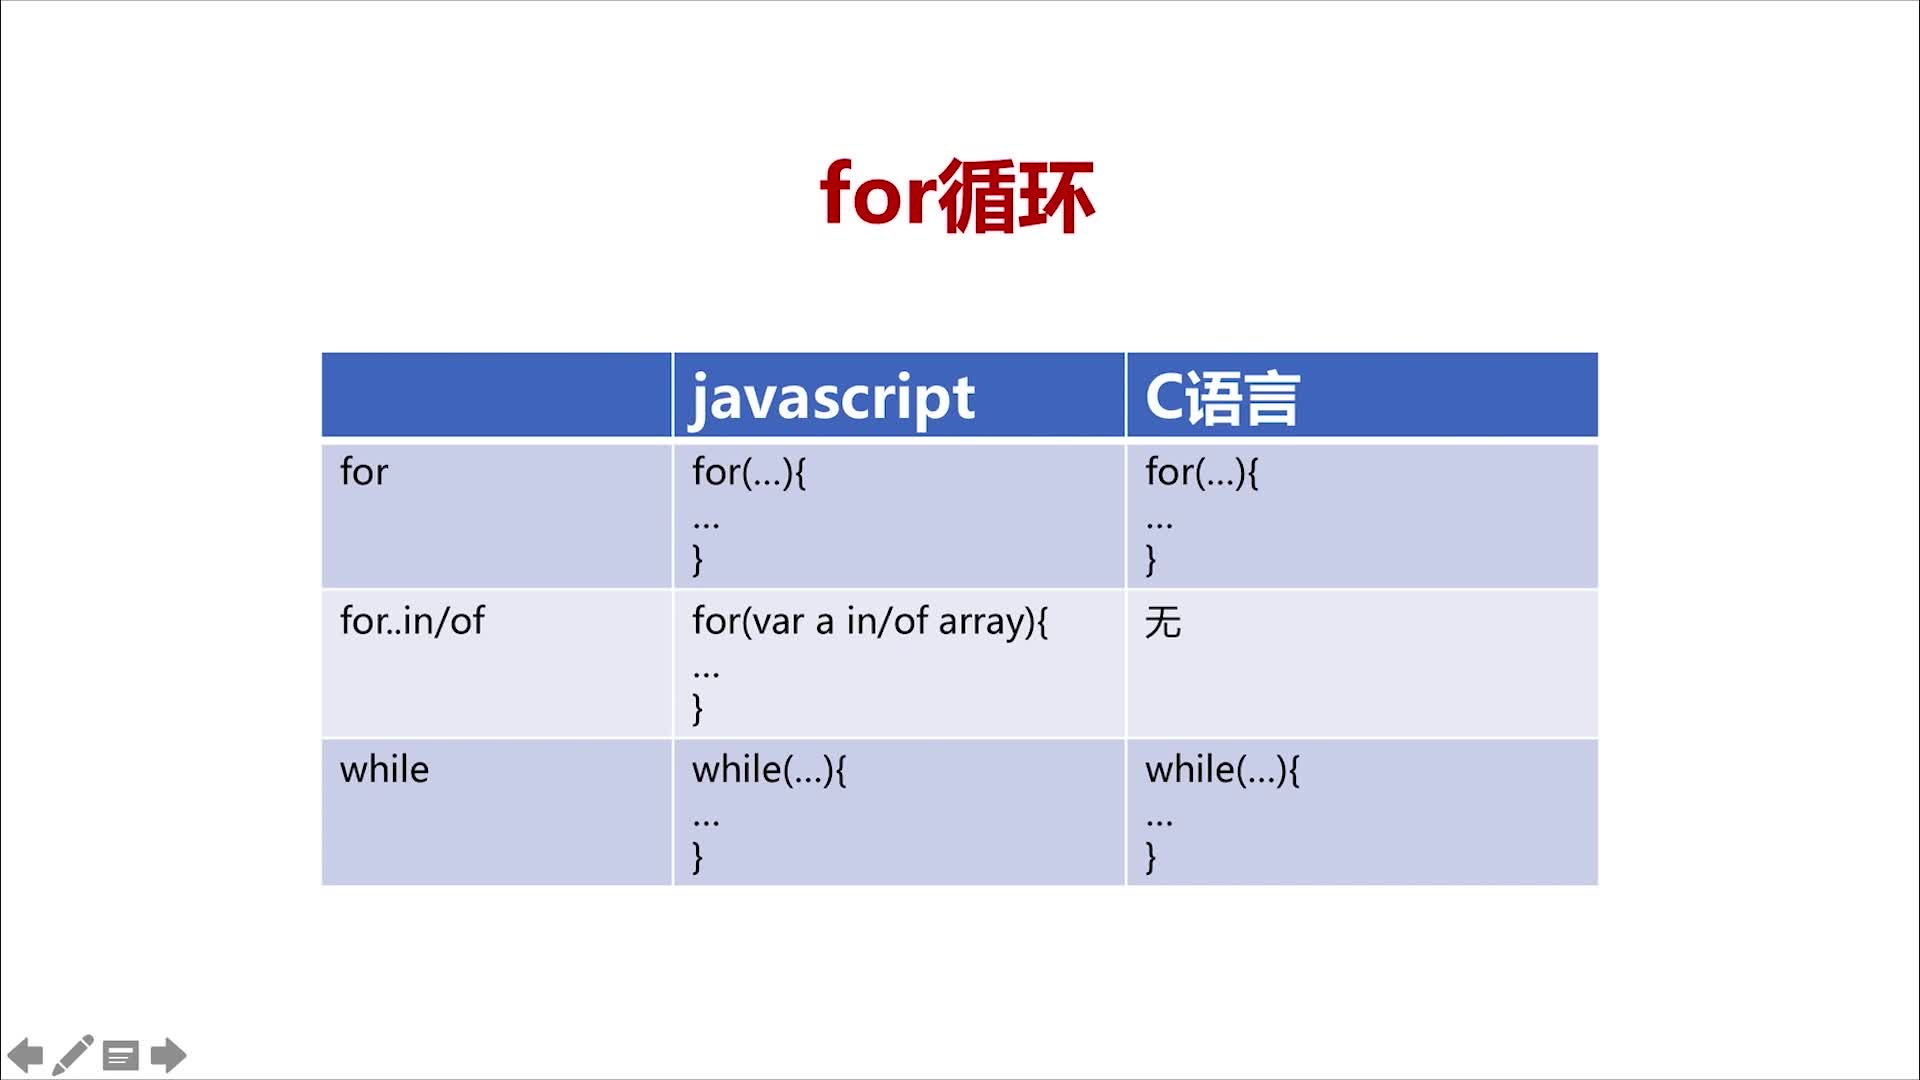 for循环
javascript
C语言
for
for(...){
...
}
for(...){
...
}
for..in/of
for(var a in/of array){
...
}
无
while
while(...){
...
}
while(...){
...
}